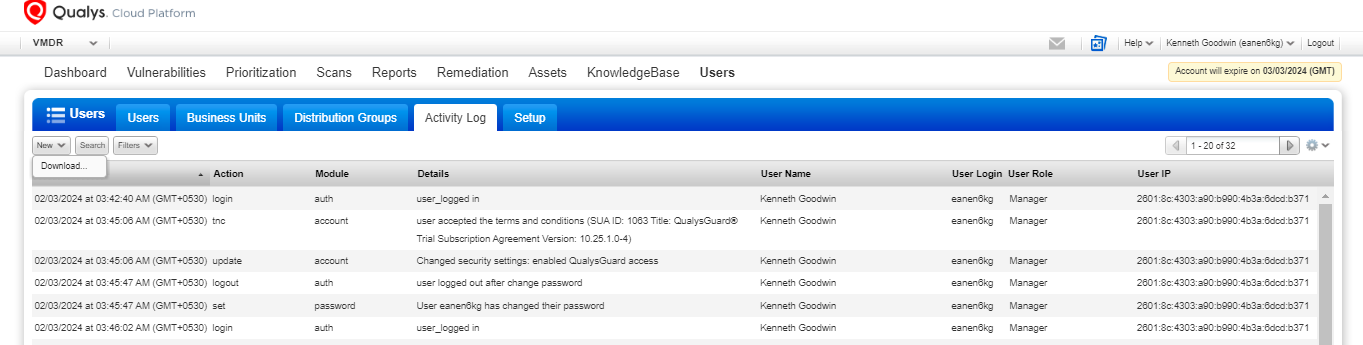 Qualys. Cloud Platform
VMDR
Help Kenneth Goodwin (eanen6kg) Logout
Dashboard Vulnerabilities Prioritization Scans Reports Remediation Assets KnowledgeBase Users
Account will expire on 03/03/2024 (GMT)
Users Users Business Units Distribution Groups Activity Log Setup
New Search Filters 1 - 20 of 32
Download...
Action Module Details User Name User Login User Role User IP
02/03/2024 at 03:42:40 AM (GMT+0530) login auth user_logged in Kenneth Goodwin eanen6kg Manager 2601:8c:4303:a90:b990:4b3a:6dcd:b371
02/03/2024 at 03:45:06 AM (GMT+0530) tnc account user accepted the terms and conditions (SUA ID: 1063 Title: QualysGuard® Kenneth Goodwin eanen6kg Manager 2601:8c:4303:a90:b990:4b3a:6dcd:b371
Trial Subscription Agreement Version: 10.25.1.0-4)
02/03/2024 at 03:45:06 AM (GMT+0530) update account Changed security settings: enabled QualysGuard access Kenneth Goodwin eanen6kg Manager 2601:8c:4303:a90:b990:4b3a:6dcd:b371
02/03/2024 at 03:45:47 AM (GMT+0530) logout auth user logged out after change password Kenneth Goodwin eanen6kg Manager 2601:8c:4303:a90:b990:4b3a:6dcd:b371
02/03/2024 at 03:45:47 AM (GMT+0530) set password User eanen6kg has changed their password Kenneth Goodwin eanen6kg Manager 2601:8c:4303:a90:b990:4b3a:6dcd:b371
02/03/2024 at 03:46:02 AM (GMT+0530) login auth user_logged in Kenneth Goodwin eanen6kg Manager 2601:8c:4303:a90:b990:4b3a:6dcd:b371